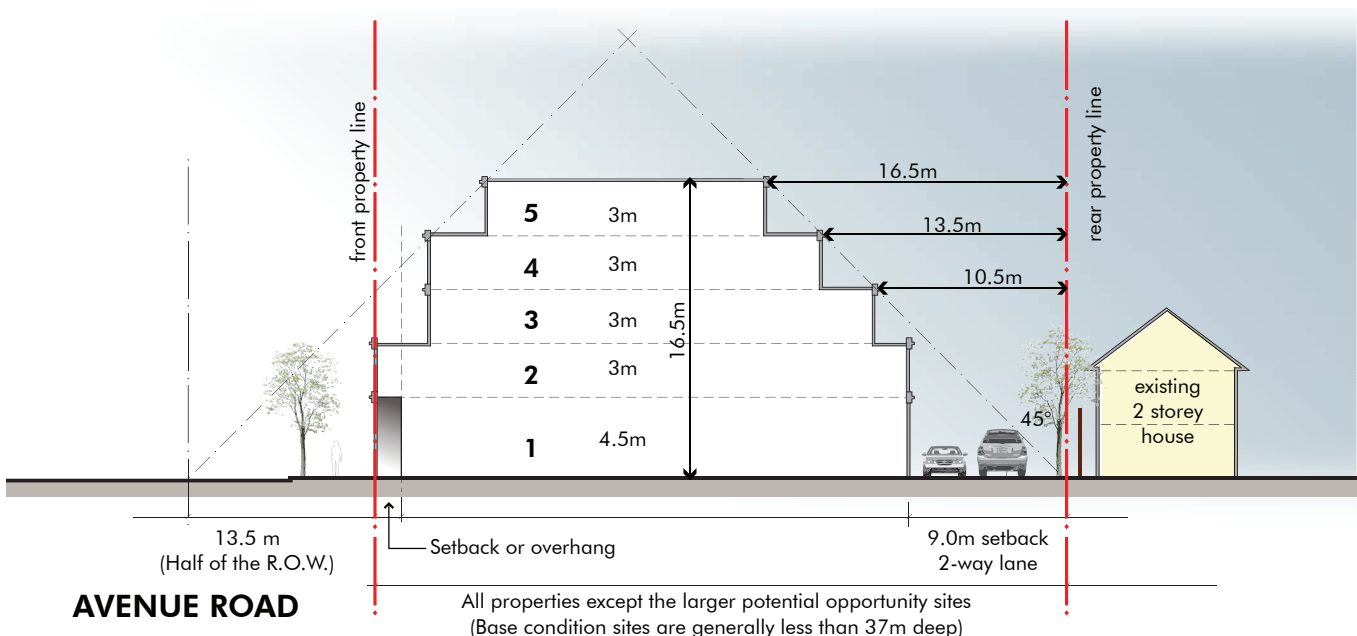 front property line
rear property line
16.5m
13.5m
10.5m
5 3m
4 3m
3 3m
2 3m
1 4.5m
16.5m
45°
existing
2 storey
house
13.5 m
(Half of the R.O.W.)
Setback or overhang
9.0m setback
2-way lane
AVENUE ROAD
All properties except the larger potential opportunity sites
(Base condition sites are generally less than 37m deep)